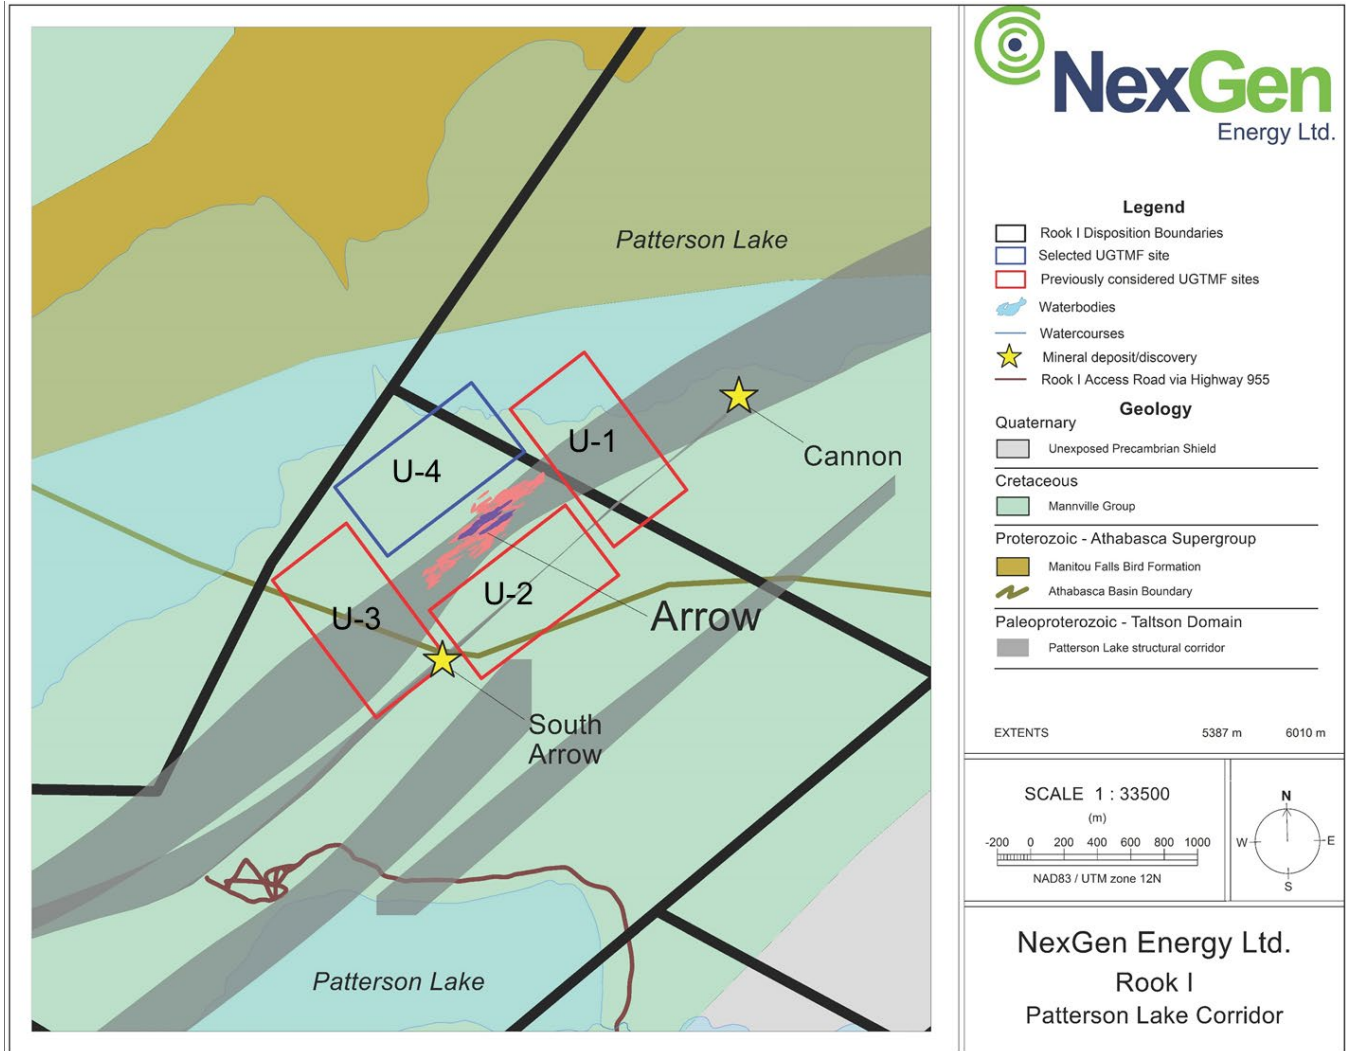 NexGen
Energy Ltd.
Patterson Lake
U-1
U-4
Cannon
U-2
U-3
Arrow
South
Arrow
Patterson Lake
Legend
Rook I Disposition Boundaries
Selected UGTMF site
Previously considered UGTMF sites
Waterbodies
Watercourses
Mineral deposit/discovery
Rook I Access Road via Highway 955
Geology
Quaternary
Unexposed Precambrian Shield
Cretaceous
Mannville Group
Proterozoic - Athabasca Supergroup
Manitou Falls Bird Formation
Athabasca Basin Boundary
Paleoproterozoic - Taltson Domain
Patterson Lake structural corridor
EXTENTS 5387 m 6010 m
SCALE 1 : 33500
(m)
-200 0 200 400 600 800 1000
NAD83 / UTM zone 12N
N
W E
S
NexGen Energy Ltd.
Rook I
Patterson Lake Corridor